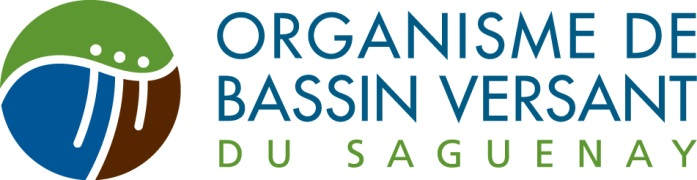 ORGANISME DE
BASSIN VERSANT
DU SAGUENAY